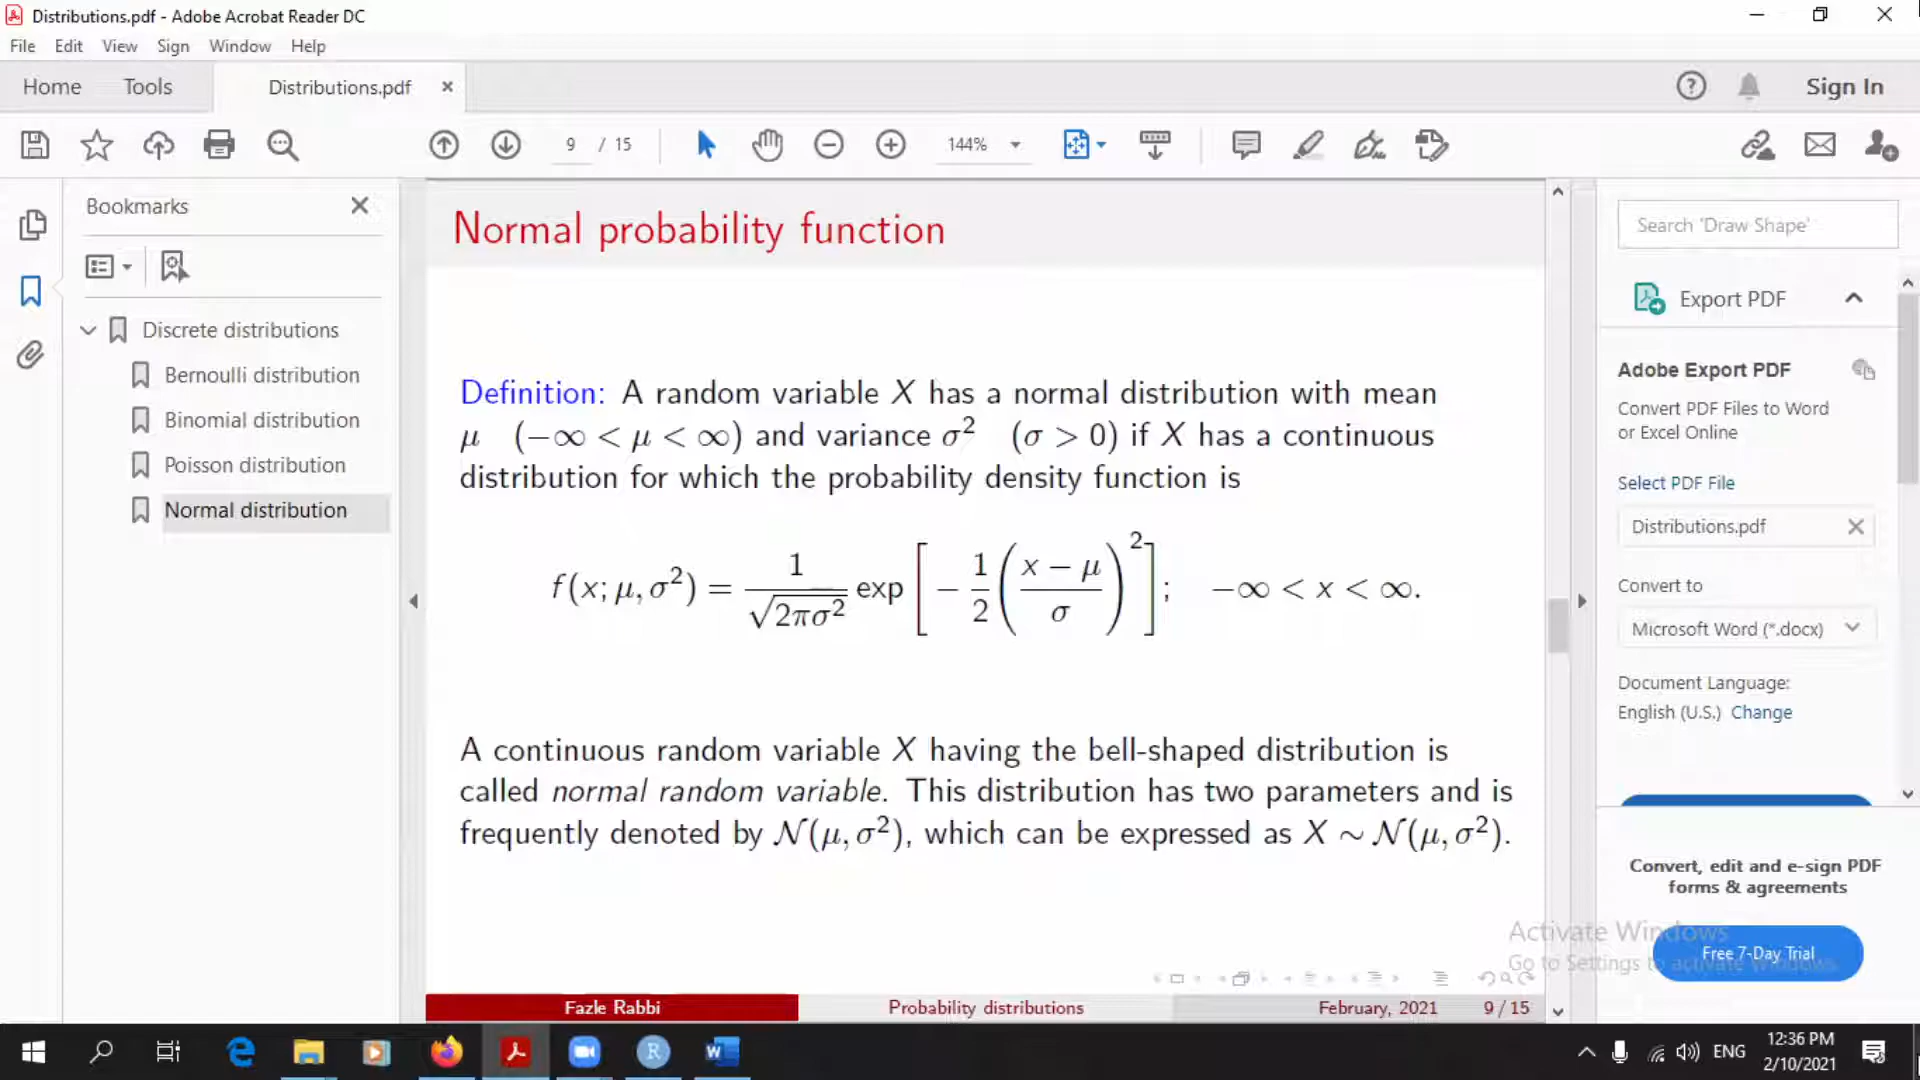 Distributions.pdf - Adobe Acrobat Reader DC
File Edit View Sign Window Help
Home Tools Distributions.pdf × Sign In
9 / 15 144%
Bookmarks
Discrete distributions
Bernoulli distribution
Binomial distribution
Poisson distribution
Normal distribution
Normal probability function
Definition: A random variable X has a normal distribution with mean
μ (−∞ < μ < ∞) and variance σ² (σ > 0) if X has a continuous
distribution for which the probability density function is
f(x; μ, σ²) = 1/√(2πσ²) exp[ − 1/2 ( (x − μ)/σ )² ]; −∞ < x < ∞.
A continuous random variable X having the bell-shaped distribution is
called normal random variable. This distribution has two parameters and is
frequently denoted by N(μ, σ²), which can be expressed as X ∼ N(μ, σ²).
Fazle Rabbi Probability distributions February, 2021 9 / 15
Search 'Draw Shape'
Export PDF
Adobe Export PDF
Convert PDF Files to Word
or Excel Online
Select PDF File
Distributions.pdf
Convert to
Microsoft Word (*.docx)
Document Language:
English (U.S.) Change
Convert, edit and e-sign PDF
forms & agreements
Free 7-Day Trial
Activate Windows
Go to Settings to activate Windows.
ENG
12:36 PM
2/10/2021